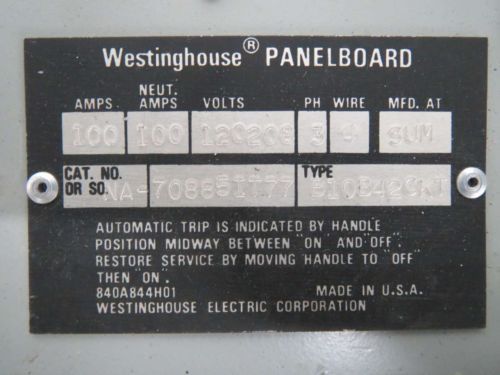 Westinghouse® PANELBOARD
AMPS NEUT. AMPS VOLTS PH WIRE MFD. AT
100 100 120208 3 4 SUM
CAT. NO. OR SO. TYPE
AUTOMATIC TRIP IS INDICATED BY HANDLE
POSITION MIDWAY BETWEEN "ON" AND "OFF".
RESTORE SERVICE BY MOVING HANDLE TO "OFF"
THEN "ON".
840A844H01 MADE IN U.S.A.
WESTINGHOUSE ELECTRIC CORPORATION